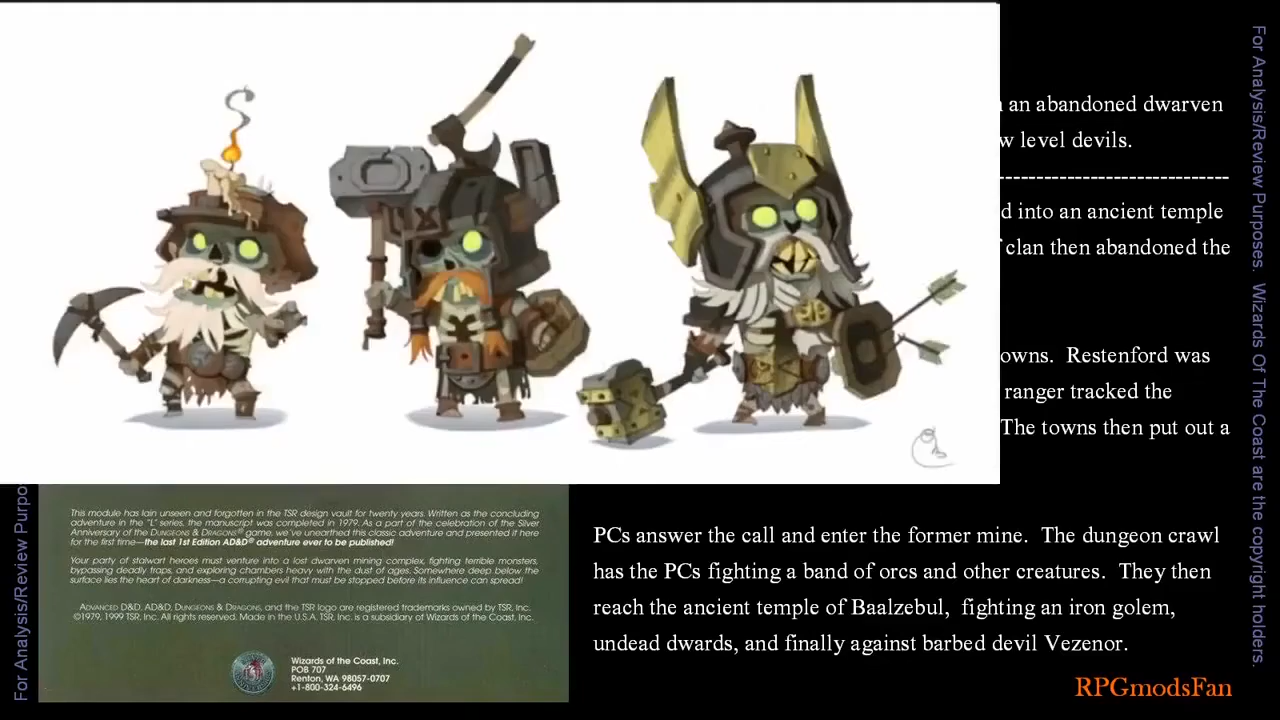 For Analysis/Review Purposes. Wizards Of The Coast are the copyright holders.
an abandoned dwarven
w level devils.
------------------------------
d into an ancient temple
clan then abandoned the
owns. Restenford was
ranger tracked the
The towns then put out a
For Analysis/Review Purpo
This module has lain unseen and forgotten in the TSR design vault for twenty years. Written as the concluding
adventure in the "L" series, the manuscript was completed in 1979. As a part of the celebration of the Silver
Anniversary of the DUNGEONS & DRAGONS® game, we've unearthed this classic adventure and presented it here
for the first time—the last 1st Edition AD&D® adventure ever to be published!
Your party of stalwart heroes must venture into a lost dwarven mining complex, fighting terrible monsters,
bypassing deadly traps, and exploring chambers heavy with the dust of ages. Somewhere deep below the
surface lies the heart of darkness—a corrupting evil that must be stopped before its influence can spread!
ADVANCED D&D, AD&D, DUNGEONS & DRAGONS, and the TSR logo are registered trademarks owned by TSR, Inc.
©1979, 1999 TSR, Inc. All rights reserved. Made in the U.S.A. TSR, Inc. is a subsidiary of Wizards of the Coast, Inc.
Wizards of the Coast, Inc.
POB 707
Renton, WA 98057-0707
+1-800-324-6496
PCs answer the call and enter the former mine. The dungeon crawl
has the PCs fighting a band of orcs and other creatures. They then
reach the ancient temple of Baalzebul, fighting an iron golem,
undead dwards, and finally against barbed devil Vezenor.
RPGmodsFan